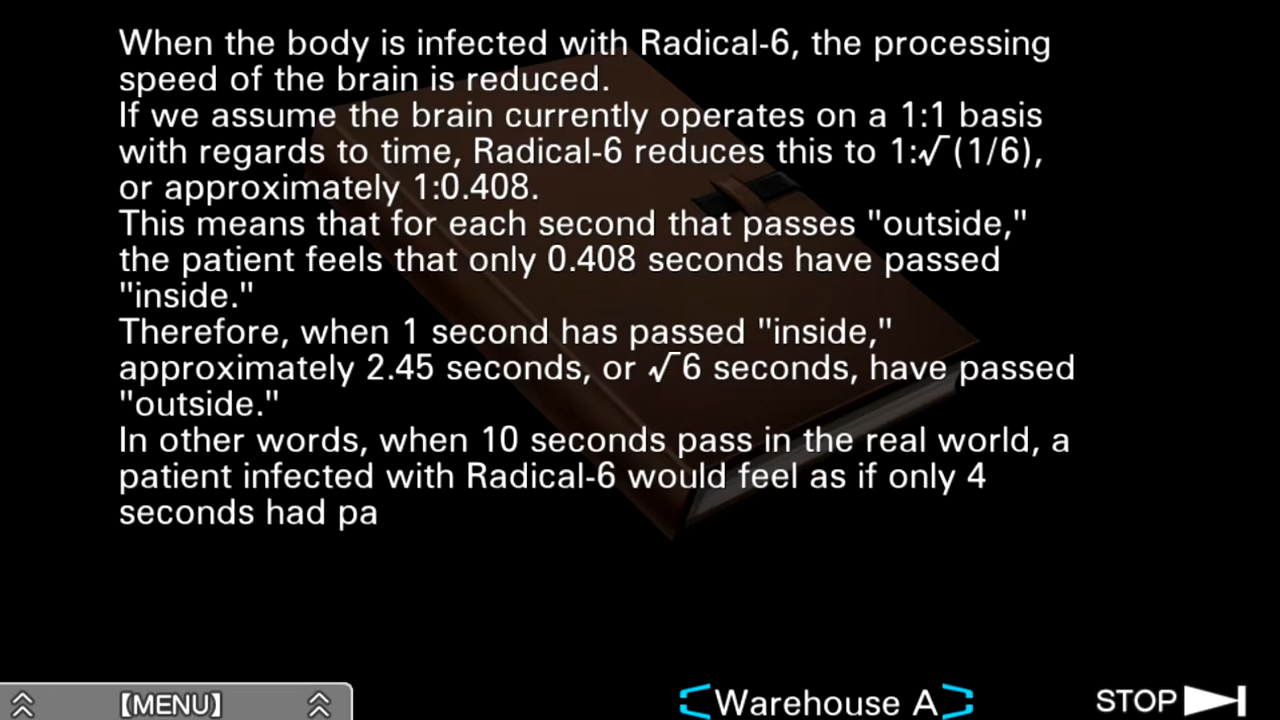 When the body is infected with Radical-6, the processing
speed of the brain is reduced.
If we assume the brain currently operates on a 1:1 basis
with regards to time, Radical-6 reduces this to 1:√(1/6),
or approximately 1:0.408.
This means that for each second that passes "outside,"
the patient feels that only 0.408 seconds have passed
"inside."
Therefore, when 1 second has passed "inside,"
approximately 2.45 seconds, or √6 seconds, have passed
"outside."
In other words, when 10 seconds pass in the real world, a
patient infected with Radical-6 would feel as if only 4
seconds had pa
【MENU】
Warehouse A
STOP